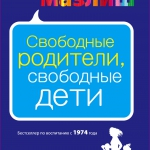 Мазлиш
Свободные
родители,
свободные
дети
Бестселлер по воспитанию с 1974 года